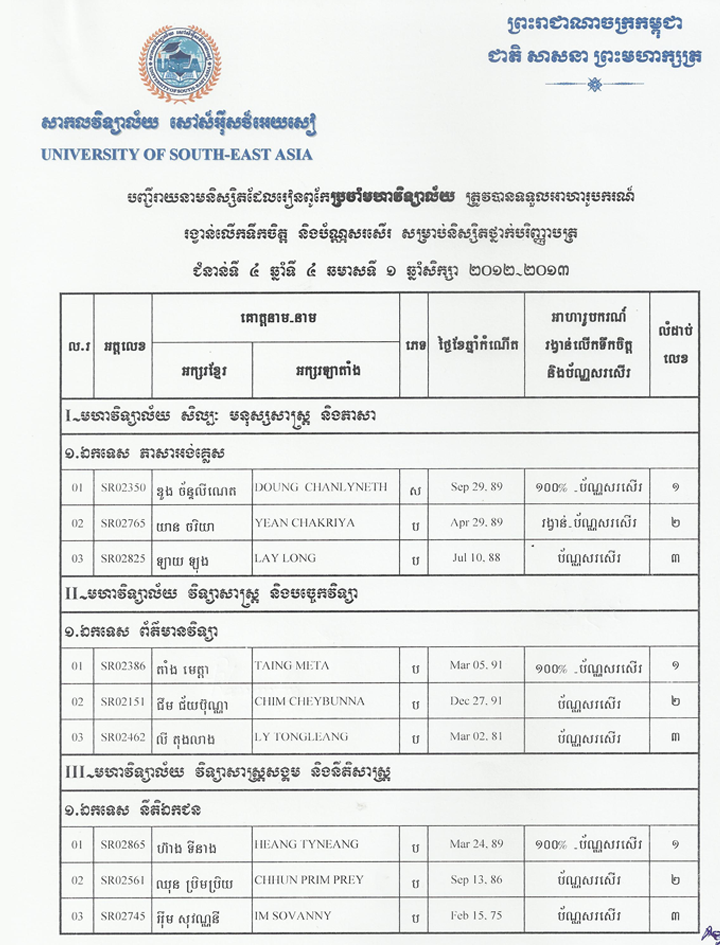 ព្រះរាជាណាចក្រកម្ពុជា
ជាតិ សាសនា ព្រះមហាក្សត្រ
សាកលវិទ្យាល័យ សៅស៍អ៊ីសថ៍អេយសៀ
UNIVERSITY OF SOUTH-EAST ASIA
បញ្ជីរាយនាមនិស្សិតដែលរៀនពូកែប្រចាំមហាវិទ្យាល័យ ត្រូវបានទទួលអាហារូបករណ៍
រង្វាន់លើកទឹកចិត្ត និងប័ណ្ណសរសើរ សម្រាប់និស្សិតថ្នាក់បរិញ្ញាបត្រ
ជំនាន់ទី ៤ ឆ្នាំទី ៤ ឆមាសទី ១ ឆ្នាំសិក្សា ២០១២-២០១៣
ល.រ អត្តលេខ គោត្តនាម-នាម ភេទ ថ្ងៃខែឆ្នាំកំណើត អាហារូបករណ៍ រង្វាន់លើកទឹកចិត្ត និងប័ណ្ណសរសើរ លំដាប់លេខ
អក្សរខ្មែរ អក្សរឡាតាំង
I-មហាវិទ្យាល័យ សិល្បៈ មនុស្សសាស្ត្រ និងភាសា
១.ឯកទេស ភាសាអង់គ្លេស
01 SR02350 ឌួង ច័ន្ទលីណេត DOUNG CHANLYNETH ស Sep 29, 89 ១០០% -ប័ណ្ណសរសើរ ១
02 SR02765 យាន ចរិយា YEAN CHAKRIYA ប Apr 29, 89 រង្វាន់-ប័ណ្ណសរសើរ ២
03 SR02825 ឡាយ ឡុង LAY LONG ប Jul 10, 88 ប័ណ្ណសរសើរ ៣
II-មហាវិទ្យាល័យ វិទ្យាសាស្ត្រ និងបច្ចេកវិទ្យា
១.ឯកទេស ព័ត៌មានវិទ្យា
01 SR02386 តាំង មេត្តា TAING META ប Mar 05, 91 ១០០% -ប័ណ្ណសរសើរ ១
02 SR02151 ជឹម ជ័យប៊ុណ្ណា CHIM CHEYBUNNA ប Dec 27, 91 ប័ណ្ណសរសើរ ២
03 SR02462 លី តុងលាង LY TONGLEANG ប Mar 02, 81 ប័ណ្ណសរសើរ ៣
III-មហាវិទ្យាល័យ វិទ្យាសាស្ត្រសង្គម និងនីតិសាស្ត្រ
១.ឯកទេស នីតិឯកជន
01 SR02865 ហ៊ាង ទីនាង HEANG TYNEANG ប Mar 24, 89 ១០០% -ប័ណ្ណសរសើរ ១
02 SR02561 ឈុន ប្រិមប្រិយ CHHUN PRIM PREY ប Sep 13, 86 ប័ណ្ណសរសើរ ២
03 SR02745 អ៊ឹម សុវណ្ណនី IM SOVANNY ប Feb 15, 75 ប័ណ្ណសរសើរ ៣